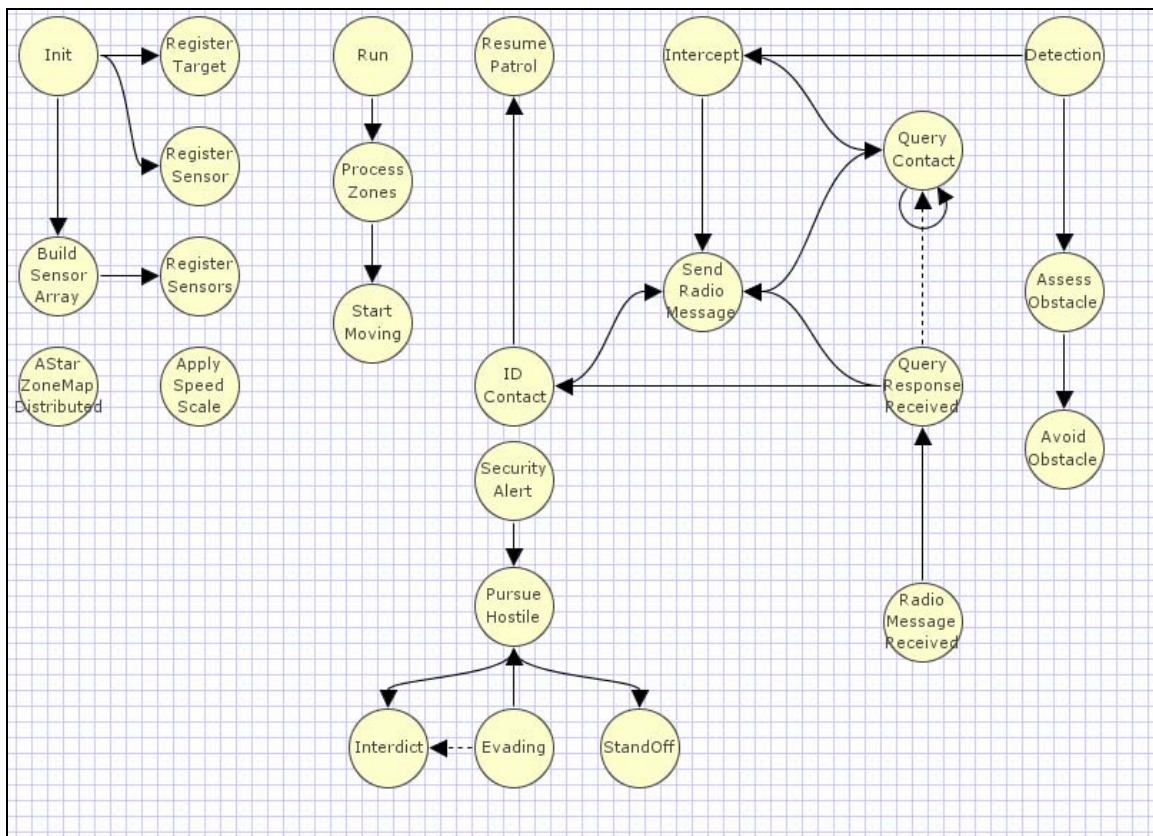 Init
Register
Target
Run
Resume
Patrol
Intercept
Detection
Query
Contact
Register
Sensor
Process
Zones
Build
Sensor
Array
Register
Sensors
Send
Radio
Message
Assess
Obstacle
Start
Moving
AStar
ZoneMap
Distributed
Apply
Speed
Scale
ID
Contact
Query
Response
Received
Avoid
Obstacle
Security
Alert
Pursue
Hostile
Radio
Message
Received
Interdict
Evading
StandOff